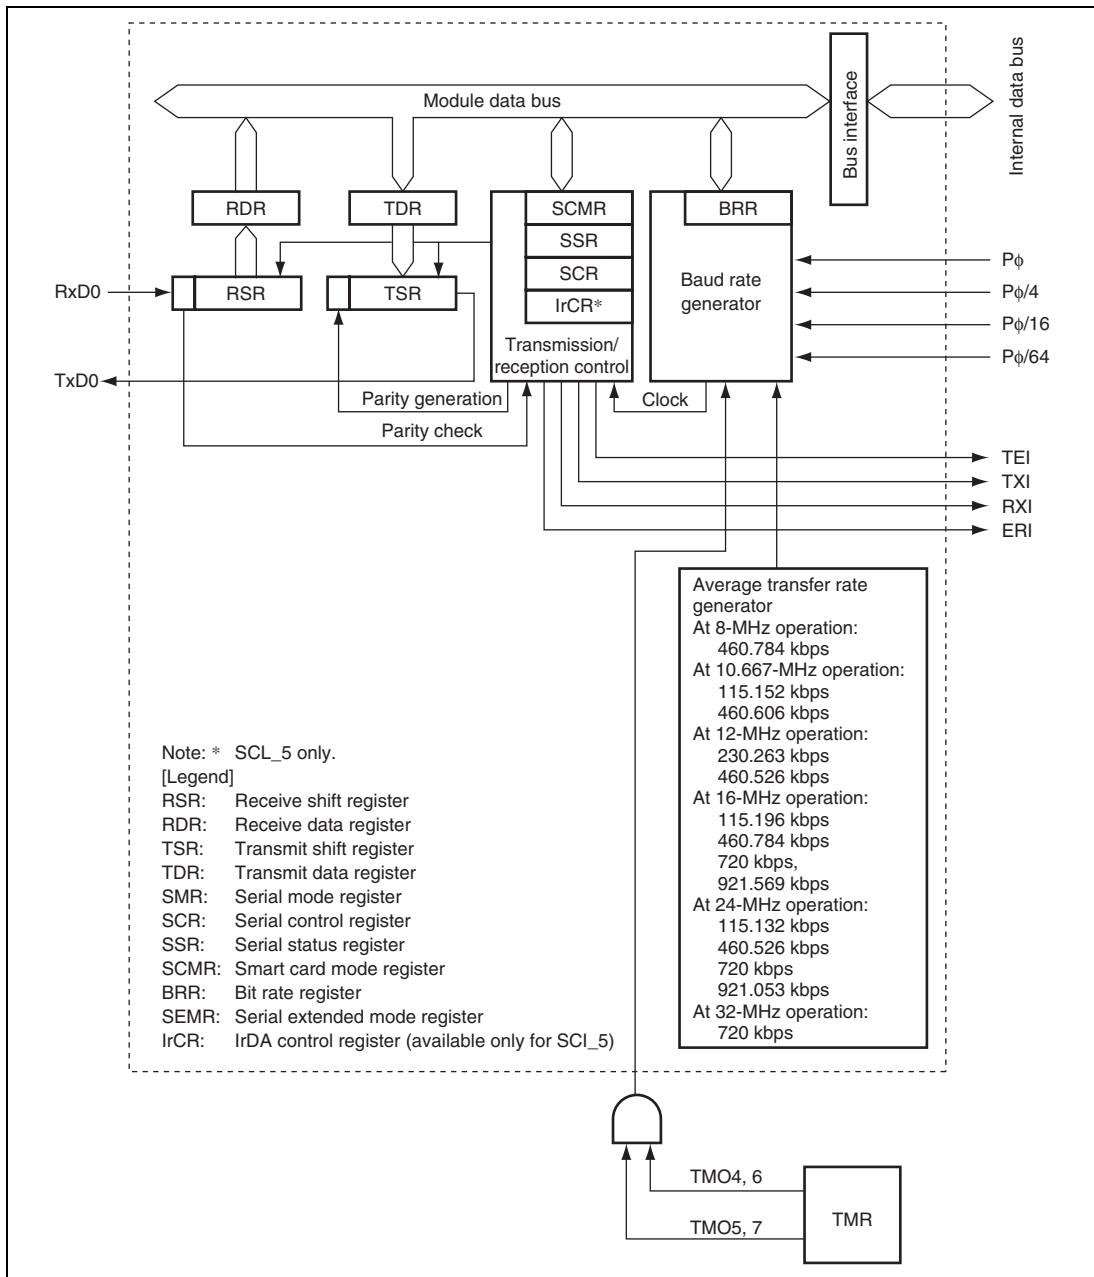 Module data bus
Bus interface
Internal data bus
RDR
TDR
SCMR
BRR
SSR
SCR
IrCR*
RSR
TSR
Baud rate
generator
Transmission/
reception control
RxD0
TxD0
Pϕ
Pϕ/4
Pϕ/16
Pϕ/64
Parity generation
Clock
Parity check
TEI
TXI
RXI
ERI
Average transfer rate
generator
At 8-MHz operation:
460.784 kbps
At 10.667-MHz operation:
115.152 kbps
460.606 kbps
At 12-MHz operation:
230.263 kbps
460.526 kbps
At 16-MHz operation:
115.196 kbps
460.784 kbps
720 kbps,
921.569 kbps
At 24-MHz operation:
115.132 kbps
460.526 kbps
720 kbps
921.053 kbps
At 32-MHz operation:
720 kbps
Note: * SCL_5 only.
[Legend]
RSR: Receive shift register
RDR: Receive data register
TSR: Transmit shift register
TDR: Transmit data register
SMR: Serial mode register
SCR: Serial control register
SSR: Serial status register
SCMR: Smart card mode register
BRR: Bit rate register
SEMR: Serial extended mode register
IrCR: IrDA control register (available only for SCI_5)
TMO4, 6
TMO5, 7
TMR